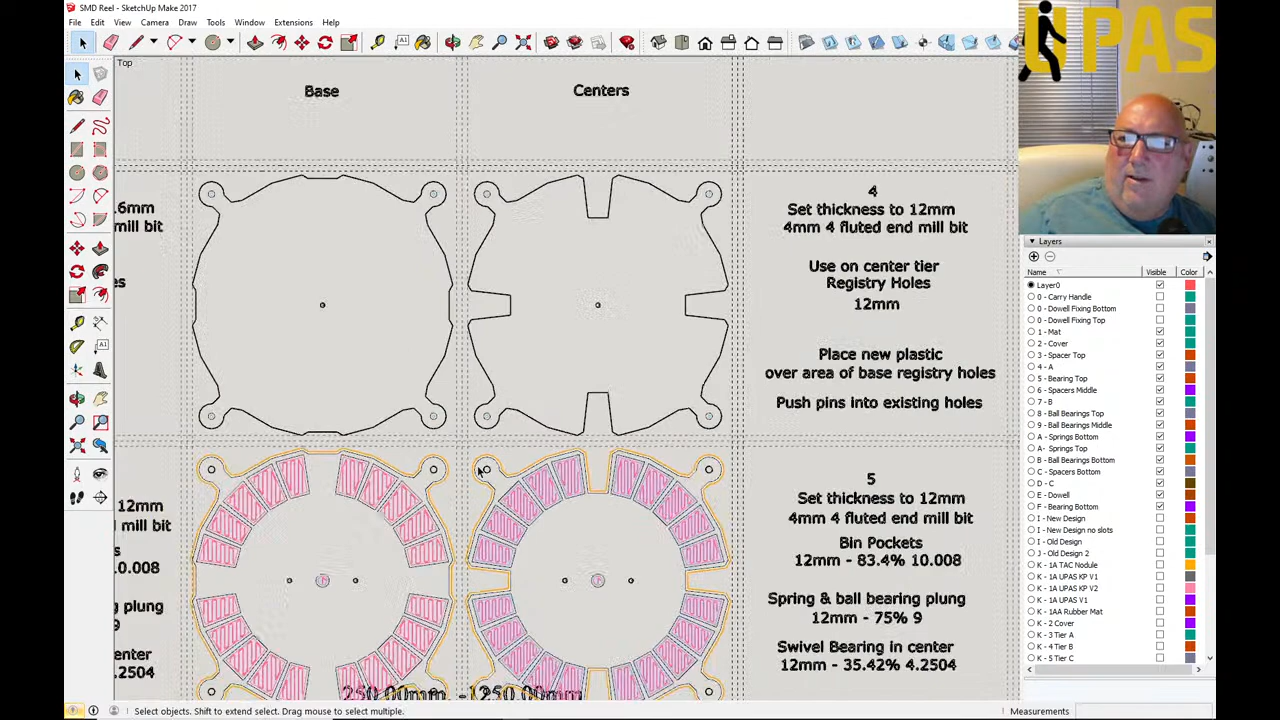 SMD Reel - SketchUp Make 2017
File Edit View Camera Draw Tools Window Extensions Help
UPAS
Top
Base
Centers
.6mm
mill bit
es
4
Set thickness to 12mm
4mm 4 fluted end mill bit
Use on center tier
Registry Holes
12mm
Place new plastic
over area of base registry holes
Push pins into existing holes
12mm
l mill bit
s
.0.008
g plung
9
enter
4.2504
5
Set thickness to 12mm
4mm 4 fluted end mill bit
Bin Pockets
12mm - 83.4% 10.008
Spring & ball bearing plung
12mm - 75% 9
Swivel Bearing in center
12mm - 35.42% 4.2504
Layers
Name Visible Color
Layer0
0 - Carry Handle
0 - Dowell Fixing Bottom
0 - Dowell Fixing Top
1 - Mat
2 - Cover
3 - Spacer Top
4 - A
5 - Bearing Top
6 - Spacers Middle
7 - B
8 - Ball Bearings Top
9 - Ball Bearings Middle
A - Springs Bottom
A- Springs Top
B - Ball Bearings Bottom
C - Spacers Bottom
D - C
E - Dowell
F - Bearing Bottom
I - New Design
I - New Design no slots
I - Old Design
J - Old Design 2
K - 1A TAC Nodule
K - 1A UPAS KP V1
K - 1A UPAS KP V2
K - 1A UPAS V1
K - 1AA Rubber Mat
K - 2 Cover
K - 3 Tier A
K - 4 Tier B
K - 5 Tier C
Select objects. Shift to extend select. Drag mouse to select multiple.
Measurements